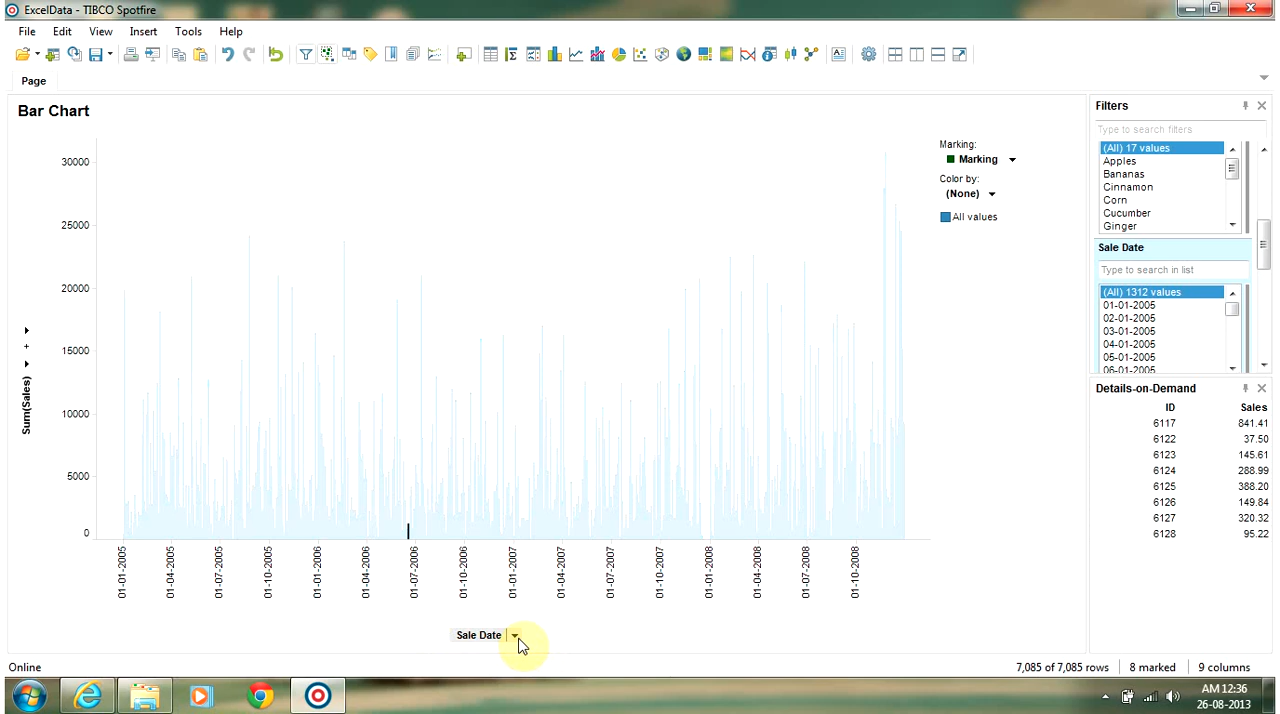 ExcelData - TIBCO Spotfire
File Edit View Insert Tools Help
Page
Bar Chart
30000
25000
20000
15000
10000
5000
0
Sum(Sales)
+
01-01-2005
01-04-2005
01-07-2005
01-10-2005
01-01-2006
01-04-2006
01-07-2006
01-10-2006
01-01-2007
01-04-2007
01-07-2007
01-10-2007
01-01-2008
01-04-2008
01-07-2008
01-10-2008
Sale Date
Marking:
Marking
Color by:
(None)
All values
Filters
Type to search filters
(All) 17 values
Apples
Bananas
Cinnamon
Corn
Cucumber
Ginger
Sale Date
Type to search in list
(All) 1312 values
01-01-2005
02-01-2005
03-01-2005
04-01-2005
05-01-2005
06-01-2005
Details-on-Demand
ID Sales
6117 841.41
6122 37.50
6123 145.61
6124 288.99
6125 388.20
6126 149.84
6127 320.32
6128 95.22
Online
7,085 of 7,085 rows 8 marked 9 columns
AM 12:36
26-08-2013